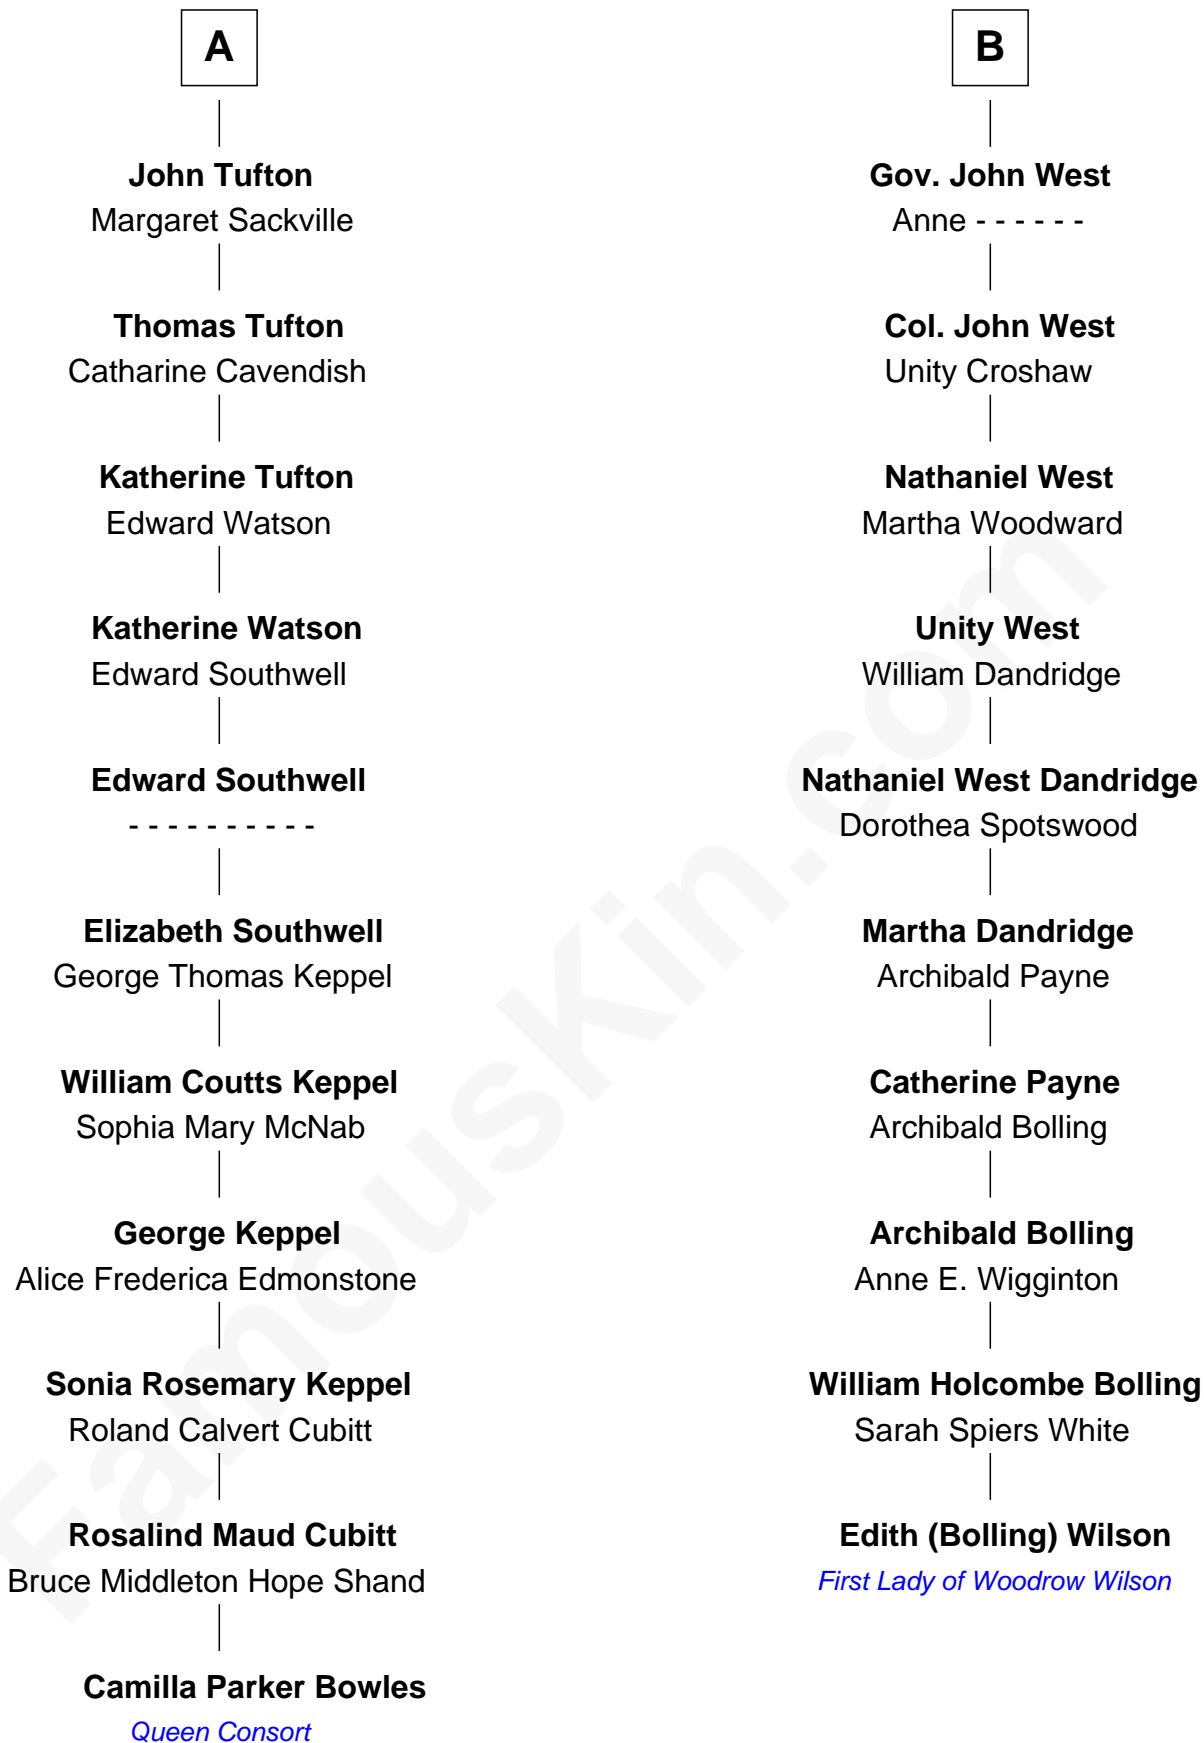 A
John Tufton
Margaret Sackville
Thomas Tufton
Catharine Cavendish
Katherine Tufton
Edward Watson
Katherine Watson
Edward Southwell
Edward Southwell
- - - - - - - - - -
Elizabeth Southwell
George Thomas Keppel
William Coutts Keppel
Sophia Mary McNab
George Keppel
Alice Frederica Edmonstone
Sonia Rosemary Keppel
Roland Calvert Cubitt
Rosalind Maud Cubitt
Bruce Middleton Hope Shand
Camilla Parker Bowles
Queen Consort
B
Gov. John West
Anne - - - - - -
Col. John West
Unity Croshaw
Nathaniel West
Martha Woodward
Unity West
William Dandridge
Nathaniel West Dandridge
Dorothea Spotswood
Martha Dandridge
Archibald Payne
Catherine Payne
Archibald Bolling
Archibald Bolling
Anne E. Wigginton
William Holcombe Bolling
Sarah Spiers White
Edith (Bolling) Wilson
First Lady of Woodrow Wilson
FamousKin.com